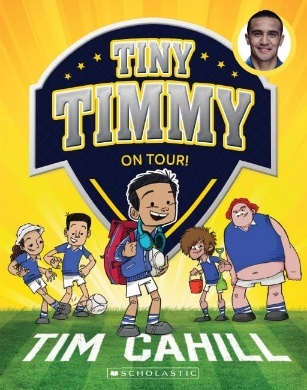 TINY
TIMMY
ON TOUR!
TIM CAHILL
SCHOLASTIC